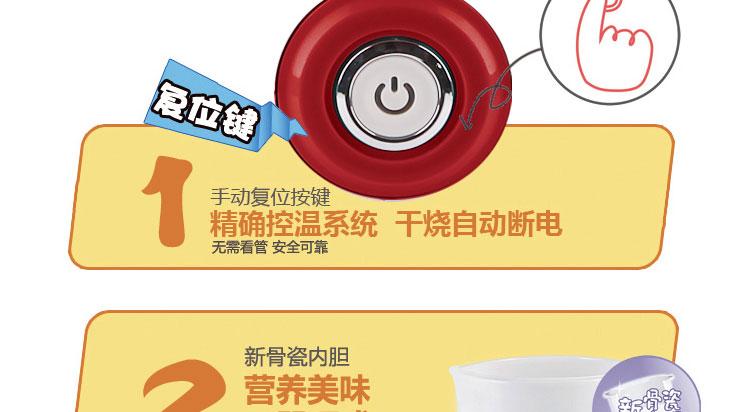 复位键
1
手动复位按键
精确控温系统 干烧自动断电
无需看管 安全可靠
2
新骨瓷内胆
营养美味
新骨瓷